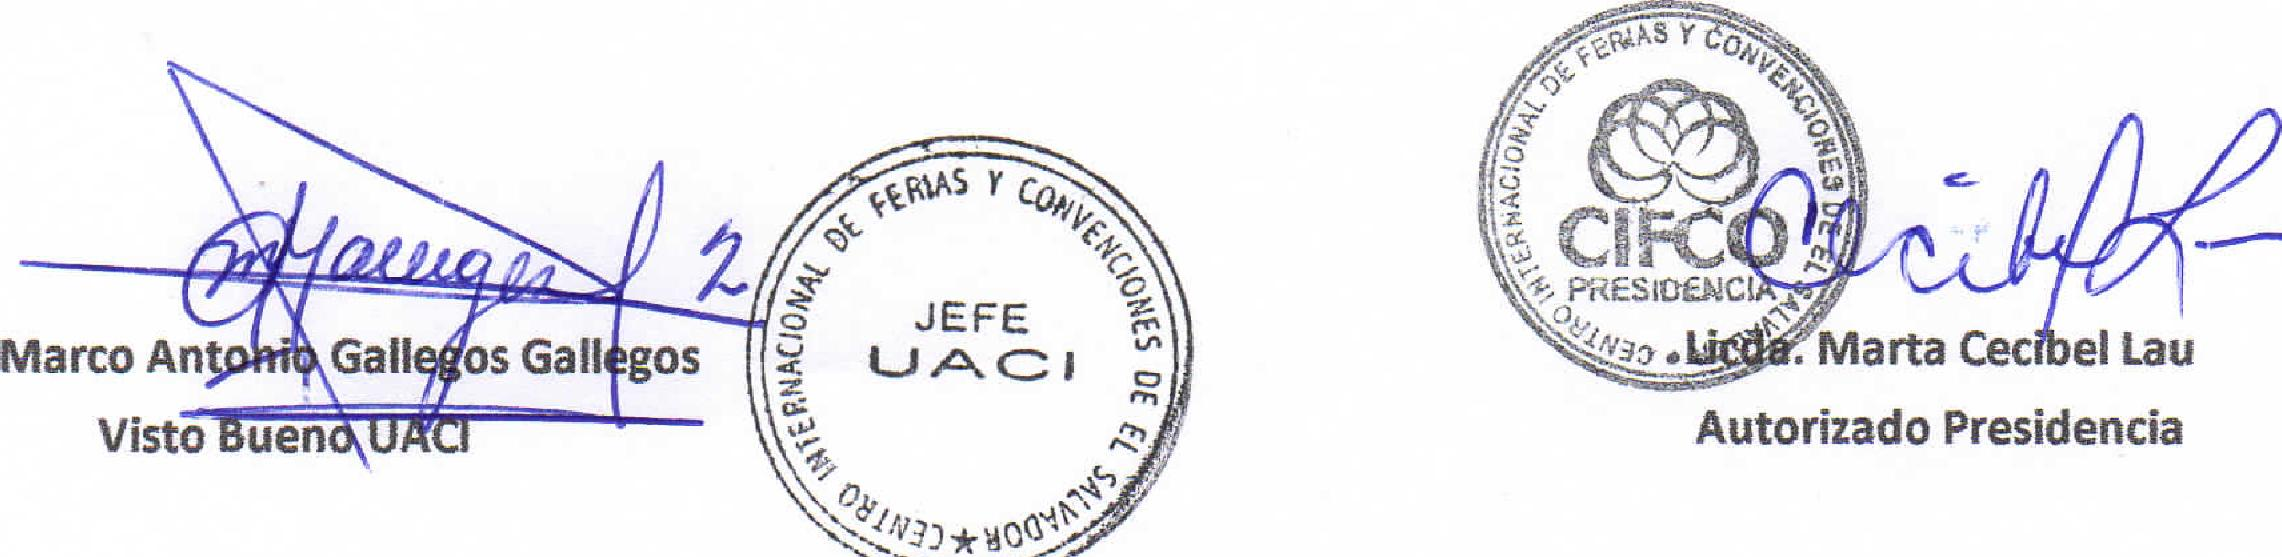 Marco Antonio Gallegos Gallegos
Visto Bueno UACI
CENTRO INTERNACIONAL DE FERIAS Y CONVENCIONES DE EL SALVADOR
JEFE
UACI
CENTRO INTERNACIONAL DE FERIAS Y CONVENCIONES DE EL SALVADOR
CIFCO
PRESIDENCIA
Cecibel L
Licda. Marta Cecibel Lau
Autorizado Presidencia